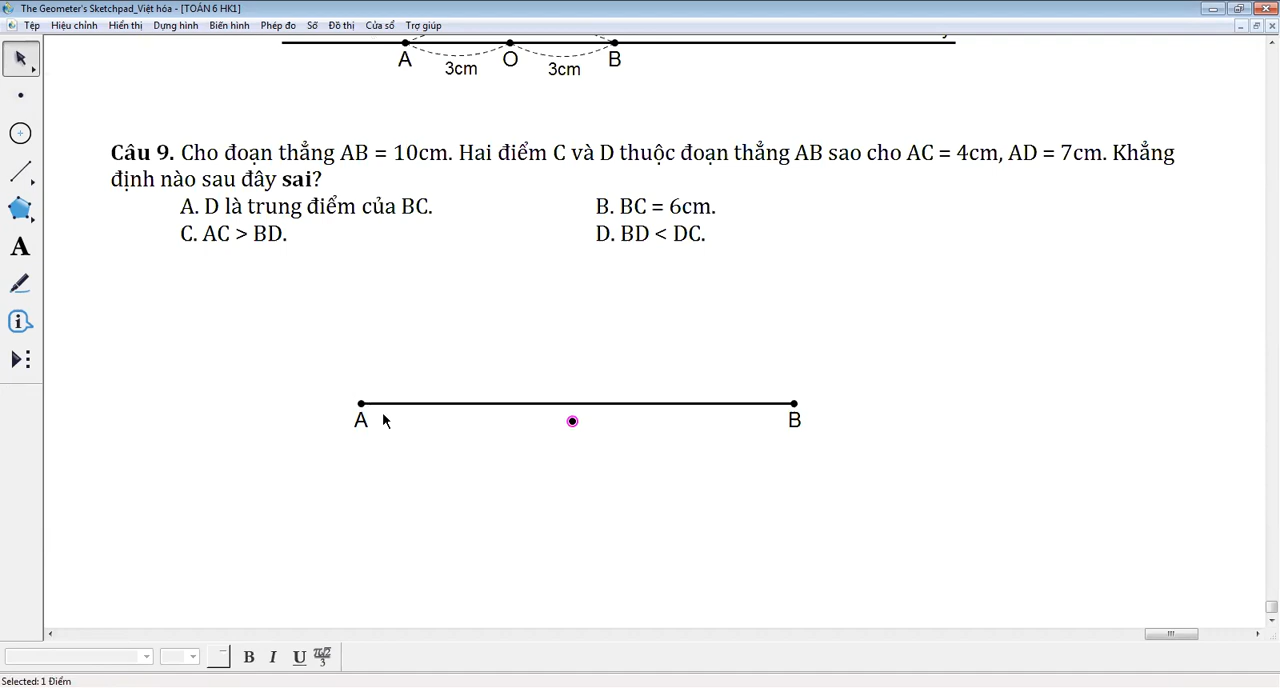 The Geometer's Sketchpad_Việt hóa - [TOÁN 6 HK1]
Tệp Hiệu chỉnh Hiển thị Dựng hình Biến hình Phép đo Số Đồ thị Cửa sổ Trợ giúp
A O B
3cm 3cm
Câu 9. Cho đoạn thẳng AB = 10cm. Hai điểm C và D thuộc đoạn thẳng AB sao cho AC = 4cm, AD = 7cm. Khẳng
định nào sau đây sai?
A. D là trung điểm của BC. B. BC = 6cm.
C. AC > BD. D. BD < DC.
A B
B I U
Selected: 1 Điểm